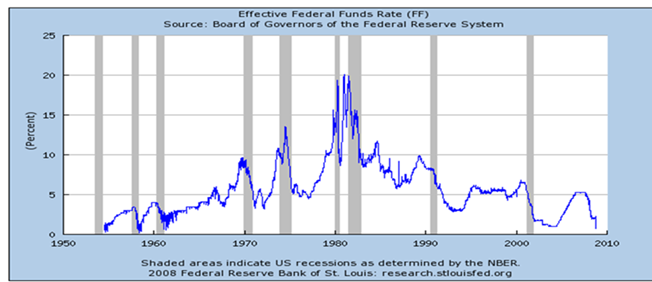 Effective Federal Funds Rate (FF)
Source: Board of Governors of the Federal Reserve System
25
20
15
10
5
0
(Percent)
1950 1960 1970 1980 1990 2000 2010
Shaded areas indicate US recessions as determined by the NBER.
2008 Federal Reserve Bank of St. Louis: research.stlouisfed.org